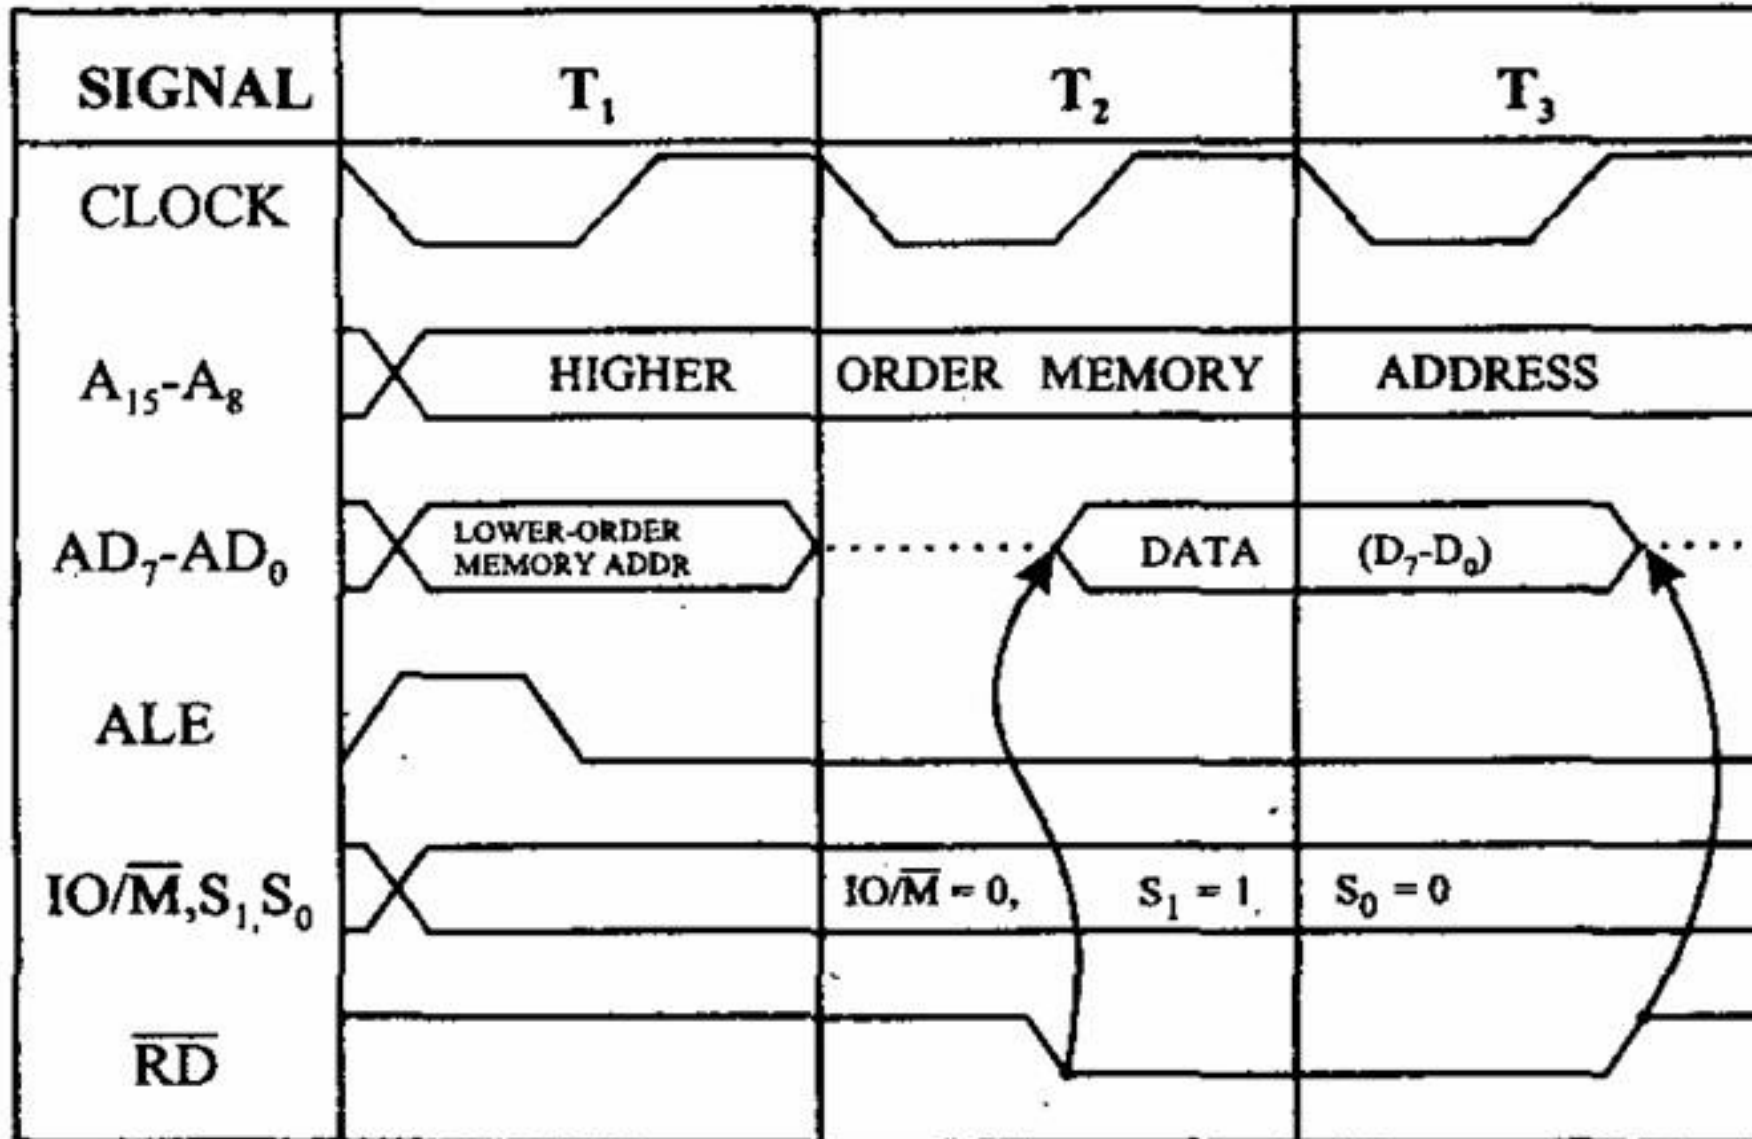 SIGNAL T₁ T₂ T₃
CLOCK
A₁₅-A₈ HIGHER ORDER MEMORY ADDRESS
AD₇-AD₀ LOWER-ORDER MEMORY ADDR DATA (D₇-D₀)
ALE
IO/M̅,S₁,S₀ IO/M̅ = 0, S₁ = 1, S₀ = 0
R̅D̅